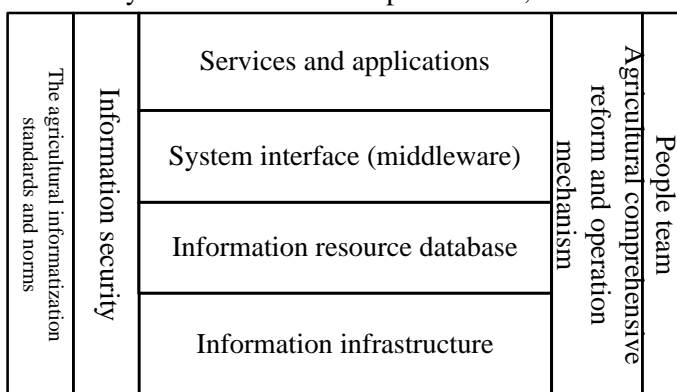 The agricultural informatization
standards and norms
Information security
Services and applications
System interface (middleware)
Information resource database
Information infrastructure
Agricultural comprehensive
reform and operation
mechanism
People team